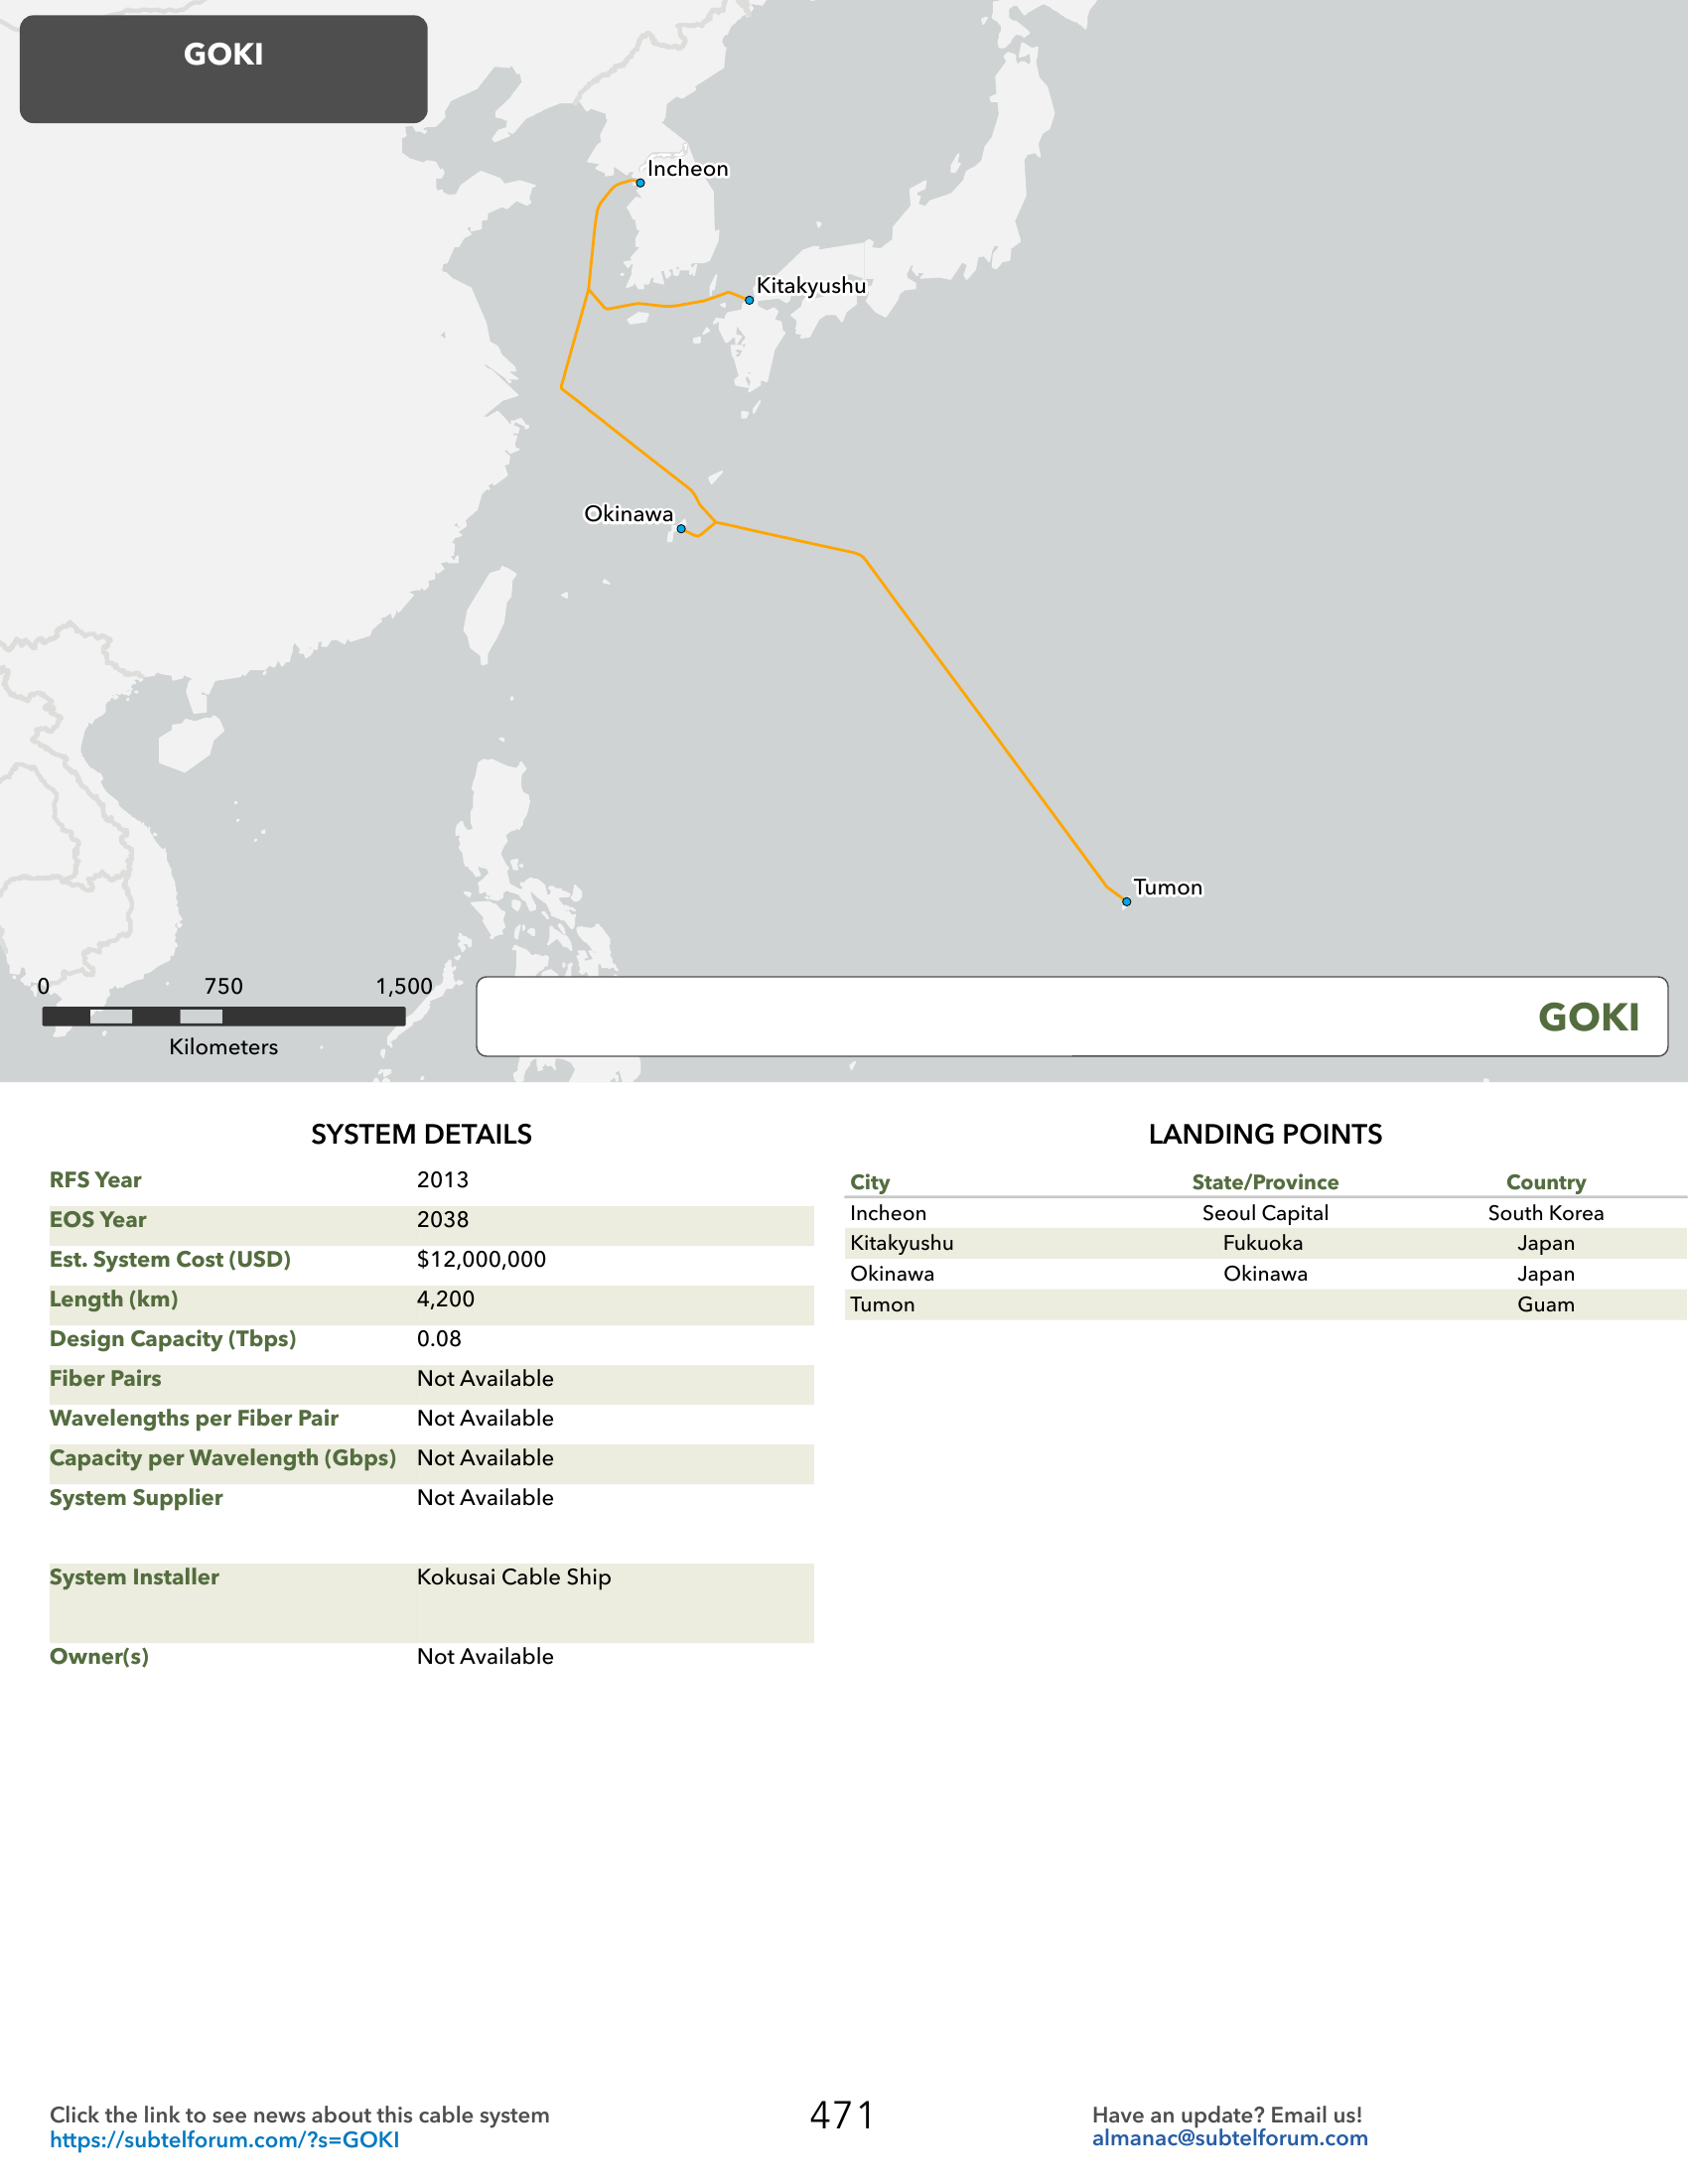 GOKI
Incheon
Kitakyushu
Okinawa
Tumon
0 750 1,500
Kilometers
GOKI
SYSTEM DETAILS
RFS Year 2013
EOS Year 2038
Est. System Cost (USD) $12,000,000
Length (km) 4,200
Design Capacity (Tbps) 0.08
Fiber Pairs Not Available
Wavelengths per Fiber Pair Not Available
Capacity per Wavelength (Gbps) Not Available
System Supplier Not Available
System Installer Kokusai Cable Ship
Owner(s) Not Available
LANDING POINTS
City State/Province Country
Incheon Seoul Capital South Korea
Kitakyushu Fukuoka Japan
Okinawa Okinawa Japan
Tumon Guam
Click the link to see news about this cable system
https://subtelforum.com/?s=GOKI
471
Have an update? Email us!
almanac@subtelforum.com